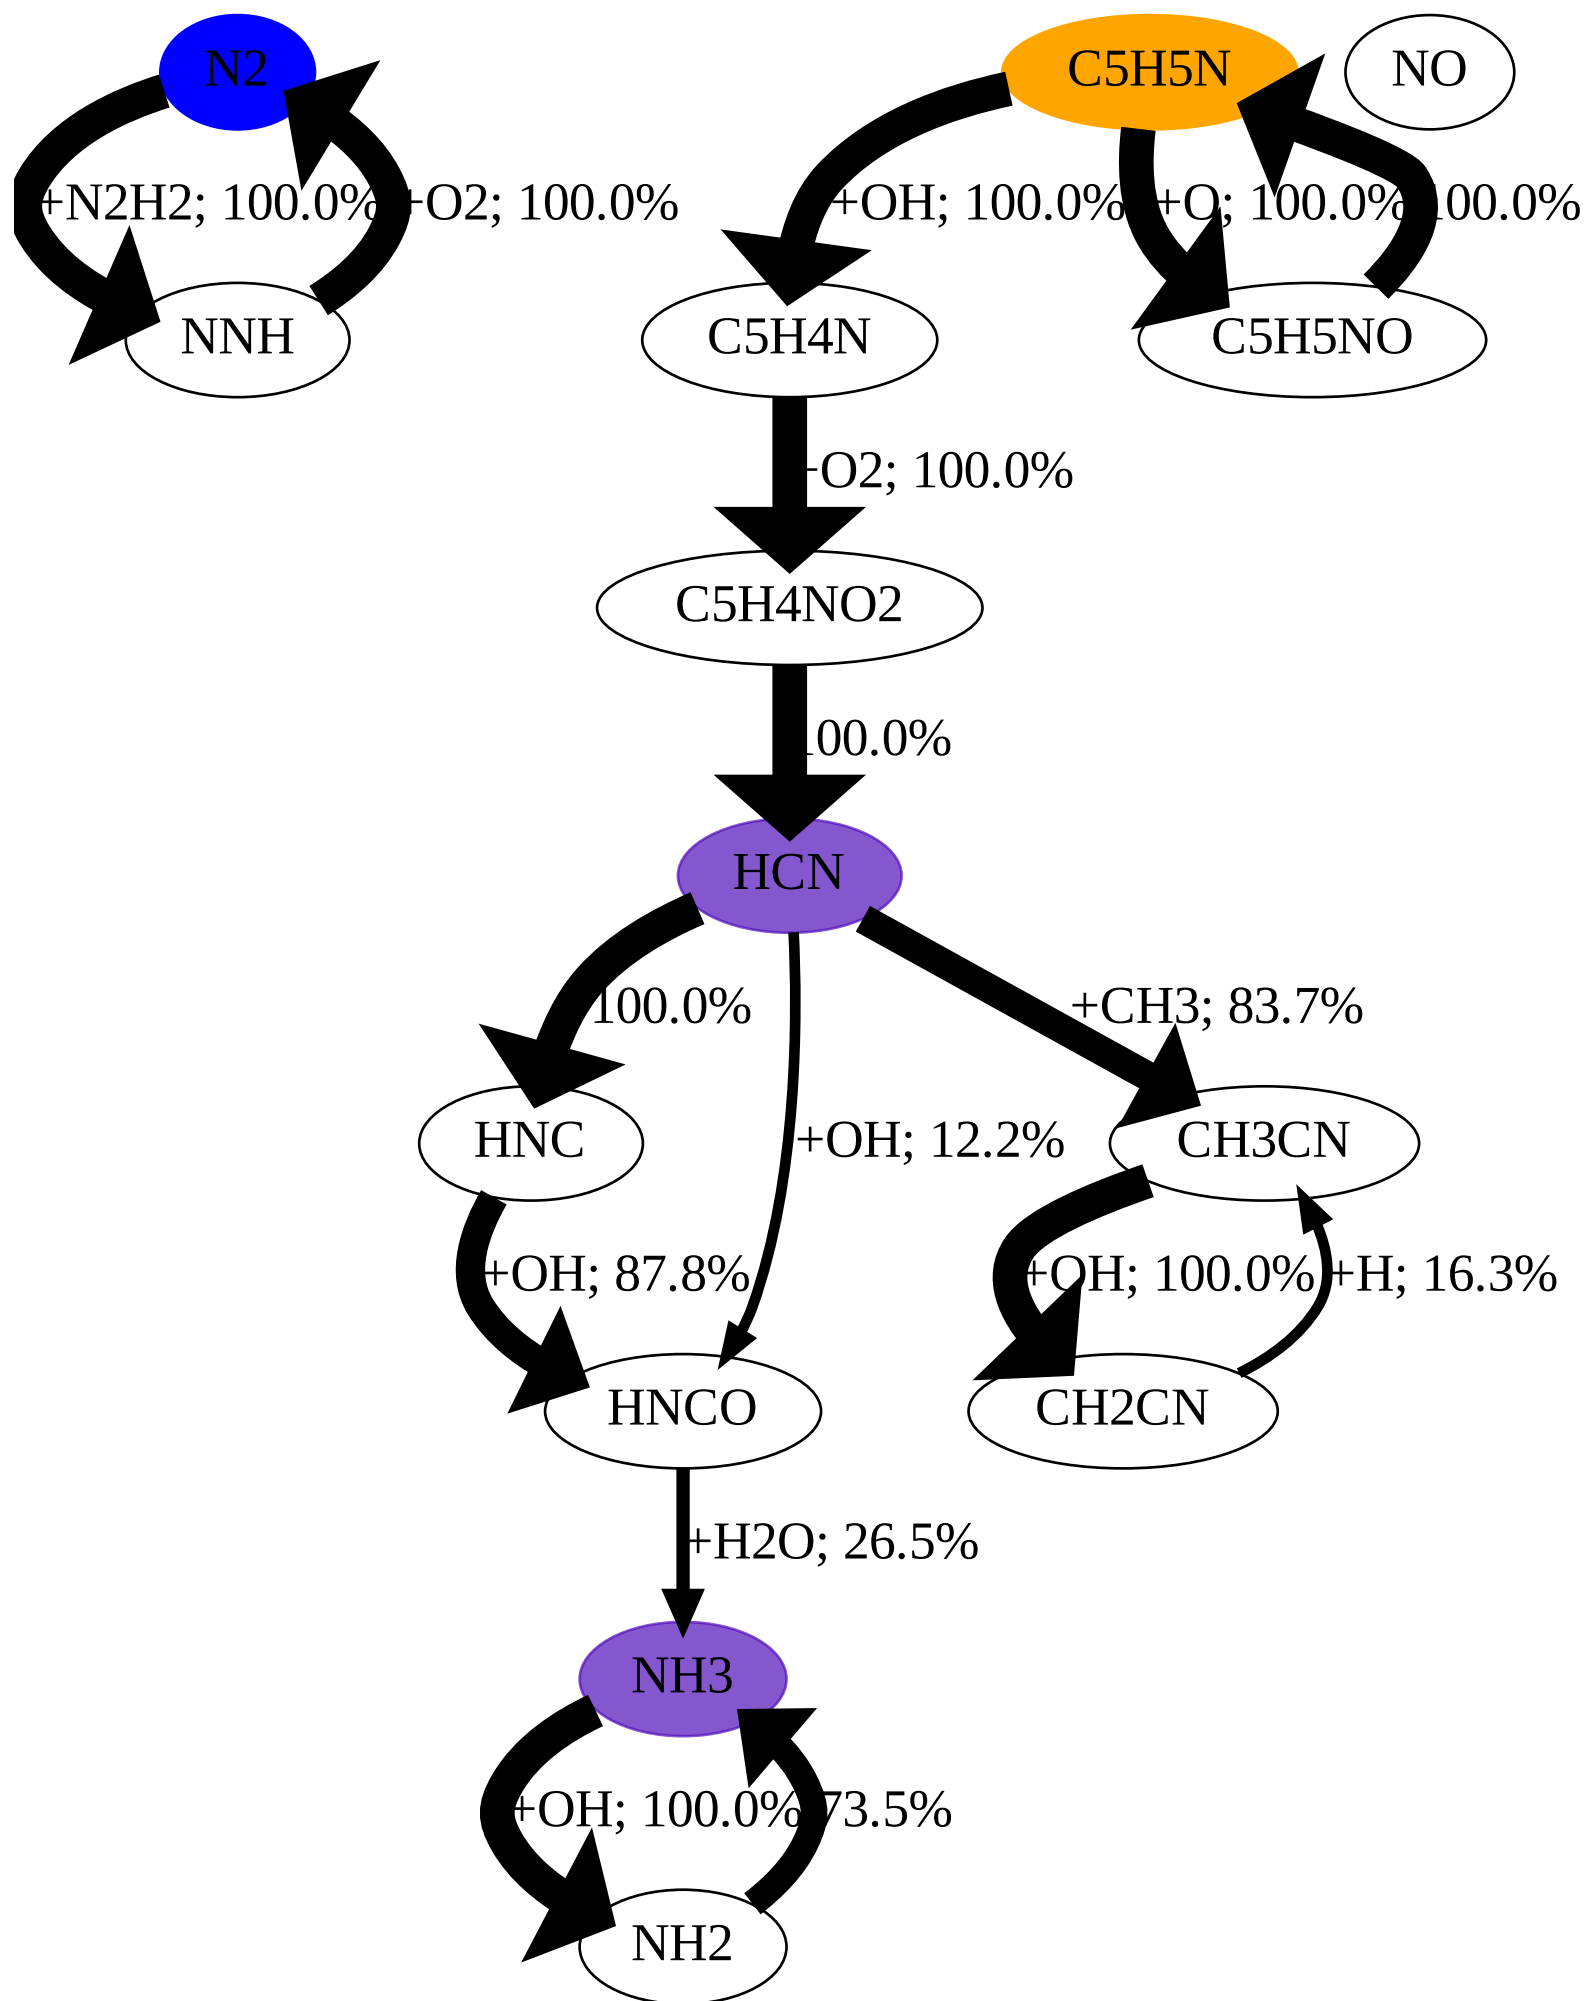 N2
C5H5N
NO
+N2H2; 100.0%
+O2; 100.0%
+OH; 100.0%
+O; 100.0%
100.0%
NNH
C5H4N
C5H5NO
+O2; 100.0%
C5H4NO2
100.0%
HCN
100.0%
+CH3; 83.7%
+OH; 12.2%
HNC
CH3CN
+OH; 87.8%
+OH; 100.0%
+H; 16.3%
HNCO
CH2CN
+H2O; 26.5%
NH3
+OH; 100.0%
73.5%
NH2